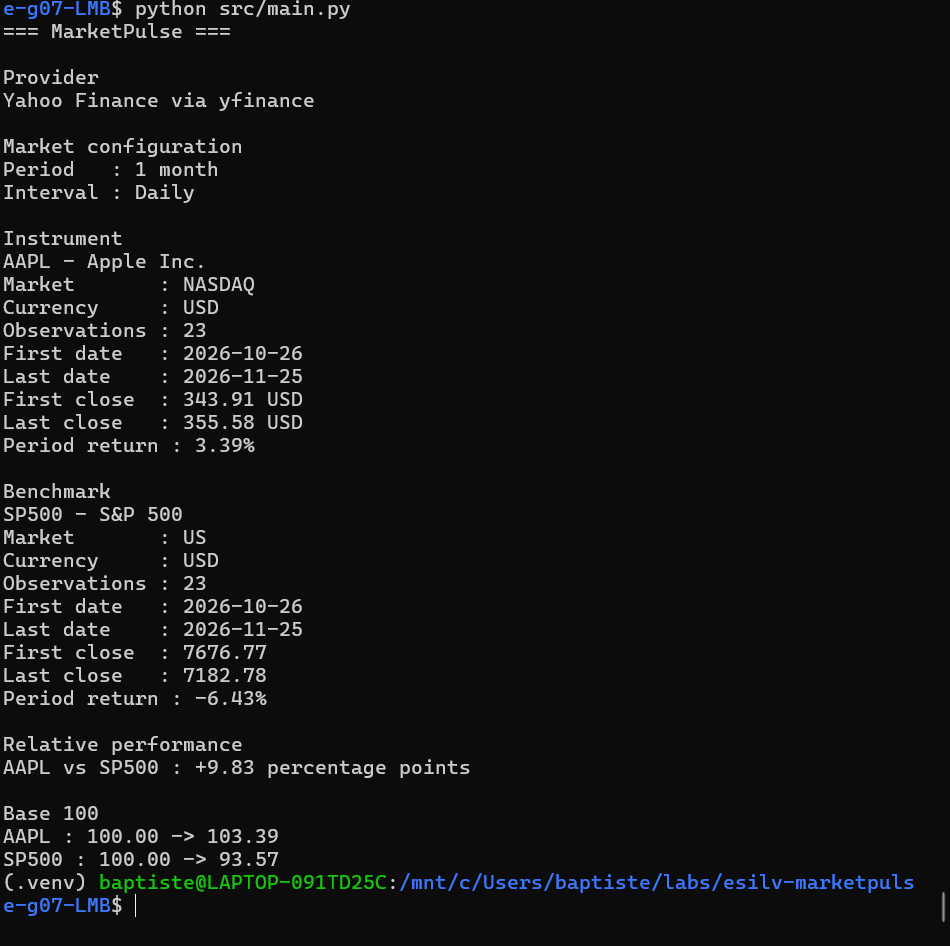 e-g07-LMB$ python src/main.py
=== MarketPulse ===
Provider
Yahoo Finance via yfinance
Market configuration
Period   : 1 month
Interval : Daily
Instrument
AAPL - Apple Inc.
Market       : NASDAQ
Currency     : USD
Observations : 23
First date   : 2026-10-26
Last date    : 2026-11-25
First close  : 343.91 USD
Last close   : 355.58 USD
Period return : 3.39%
Benchmark
SP500 - S&P 500
Market       : US
Currency     : USD
Observations : 23
First date   : 2026-10-26
Last date    : 2026-11-25
First close  : 7676.77
Last close   : 7182.78
Period return : -6.43%
Relative performance
AAPL vs SP500 : +9.83 percentage points
Base 100
AAPL : 100.00 -> 103.39
SP500 : 100.00 -> 93.57
(.venv) baptiste@LAPTOP-091TD25C:/mnt/c/Users/baptiste/labs/esilv-marketpuls
e-g07-LMB$